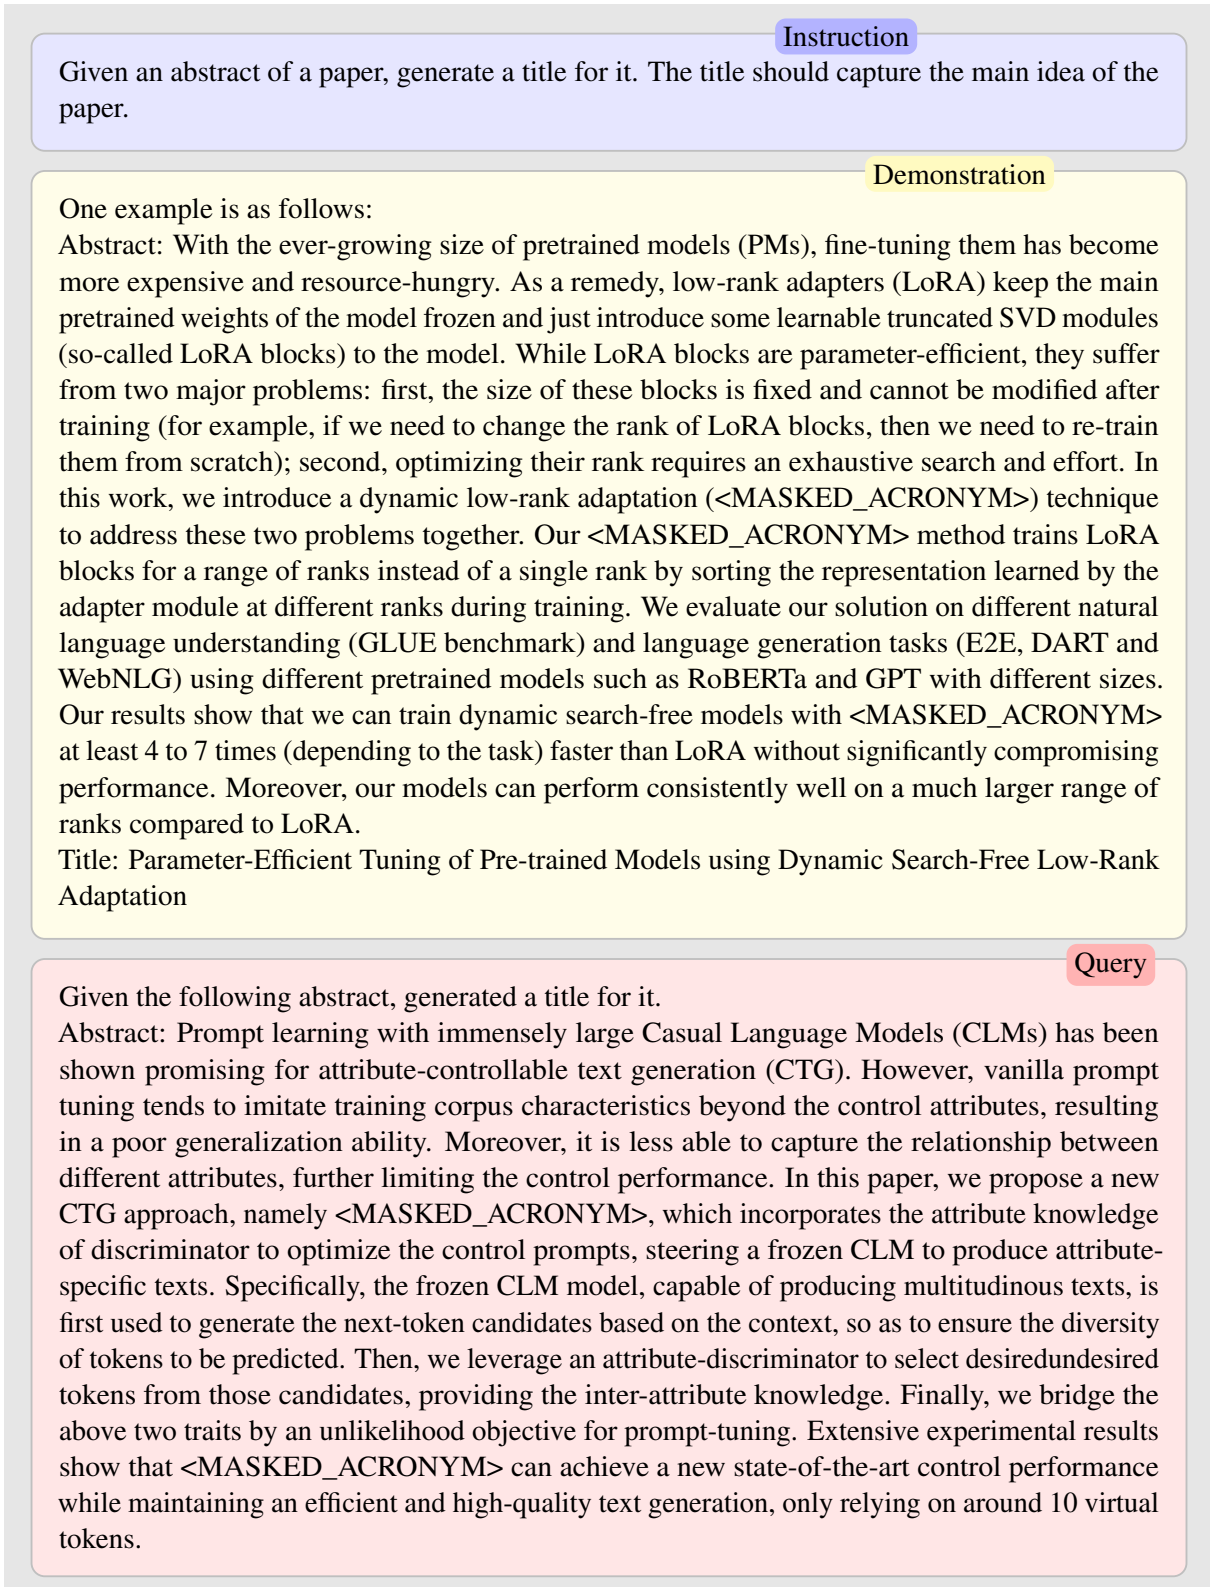 Instruction
Given an abstract of a paper, generate a title for it. The title should capture the main idea of the
paper.
Demonstration
One example is as follows:
Abstract: With the ever-growing size of pretrained models (PMs), fine-tuning them has become
more expensive and resource-hungry. As a remedy, low-rank adapters (LoRA) keep the main
pretrained weights of the model frozen and just introduce some learnable truncated SVD modules
(so-called LoRA blocks) to the model. While LoRA blocks are parameter-efficient, they suffer
from two major problems: first, the size of these blocks is fixed and cannot be modified after
training (for example, if we need to change the rank of LoRA blocks, then we need to re-train
them from scratch); second, optimizing their rank requires an exhaustive search and effort. In
this work, we introduce a dynamic low-rank adaptation (<MASKED_ACRONYM>) technique
to address these two problems together. Our <MASKED_ACRONYM> method trains LoRA
blocks for a range of ranks instead of a single rank by sorting the representation learned by the
adapter module at different ranks during training. We evaluate our solution on different natural
language understanding (GLUE benchmark) and language generation tasks (E2E, DART and
WebNLG) using different pretrained models such as RoBERTa and GPT with different sizes.
Our results show that we can train dynamic search-free models with <MASKED_ACRONYM>
at least 4 to 7 times (depending to the task) faster than LoRA without significantly compromising
performance. Moreover, our models can perform consistently well on a much larger range of
ranks compared to LoRA.
Title: Parameter-Efficient Tuning of Pre-trained Models using Dynamic Search-Free Low-Rank
Adaptation
Query
Given the following abstract, generated a title for it.
Abstract: Prompt learning with immensely large Casual Language Models (CLMs) has been
shown promising for attribute-controllable text generation (CTG). However, vanilla prompt
tuning tends to imitate training corpus characteristics beyond the control attributes, resulting
in a poor generalization ability. Moreover, it is less able to capture the relationship between
different attributes, further limiting the control performance. In this paper, we propose a new
CTG approach, namely <MASKED_ACRONYM>, which incorporates the attribute knowledge
of discriminator to optimize the control prompts, steering a frozen CLM to produce attribute-
specific texts. Specifically, the frozen CLM model, capable of producing multitudinous texts, is
first used to generate the next-token candidates based on the context, so as to ensure the diversity
of tokens to be predicted. Then, we leverage an attribute-discriminator to select desiredundesired
tokens from those candidates, providing the inter-attribute knowledge. Finally, we bridge the
above two traits by an unlikelihood objective for prompt-tuning. Extensive experimental results
show that <MASKED_ACRONYM> can achieve a new state-of-the-art control performance
while maintaining an efficient and high-quality text generation, only relying on around 10 virtual
tokens.